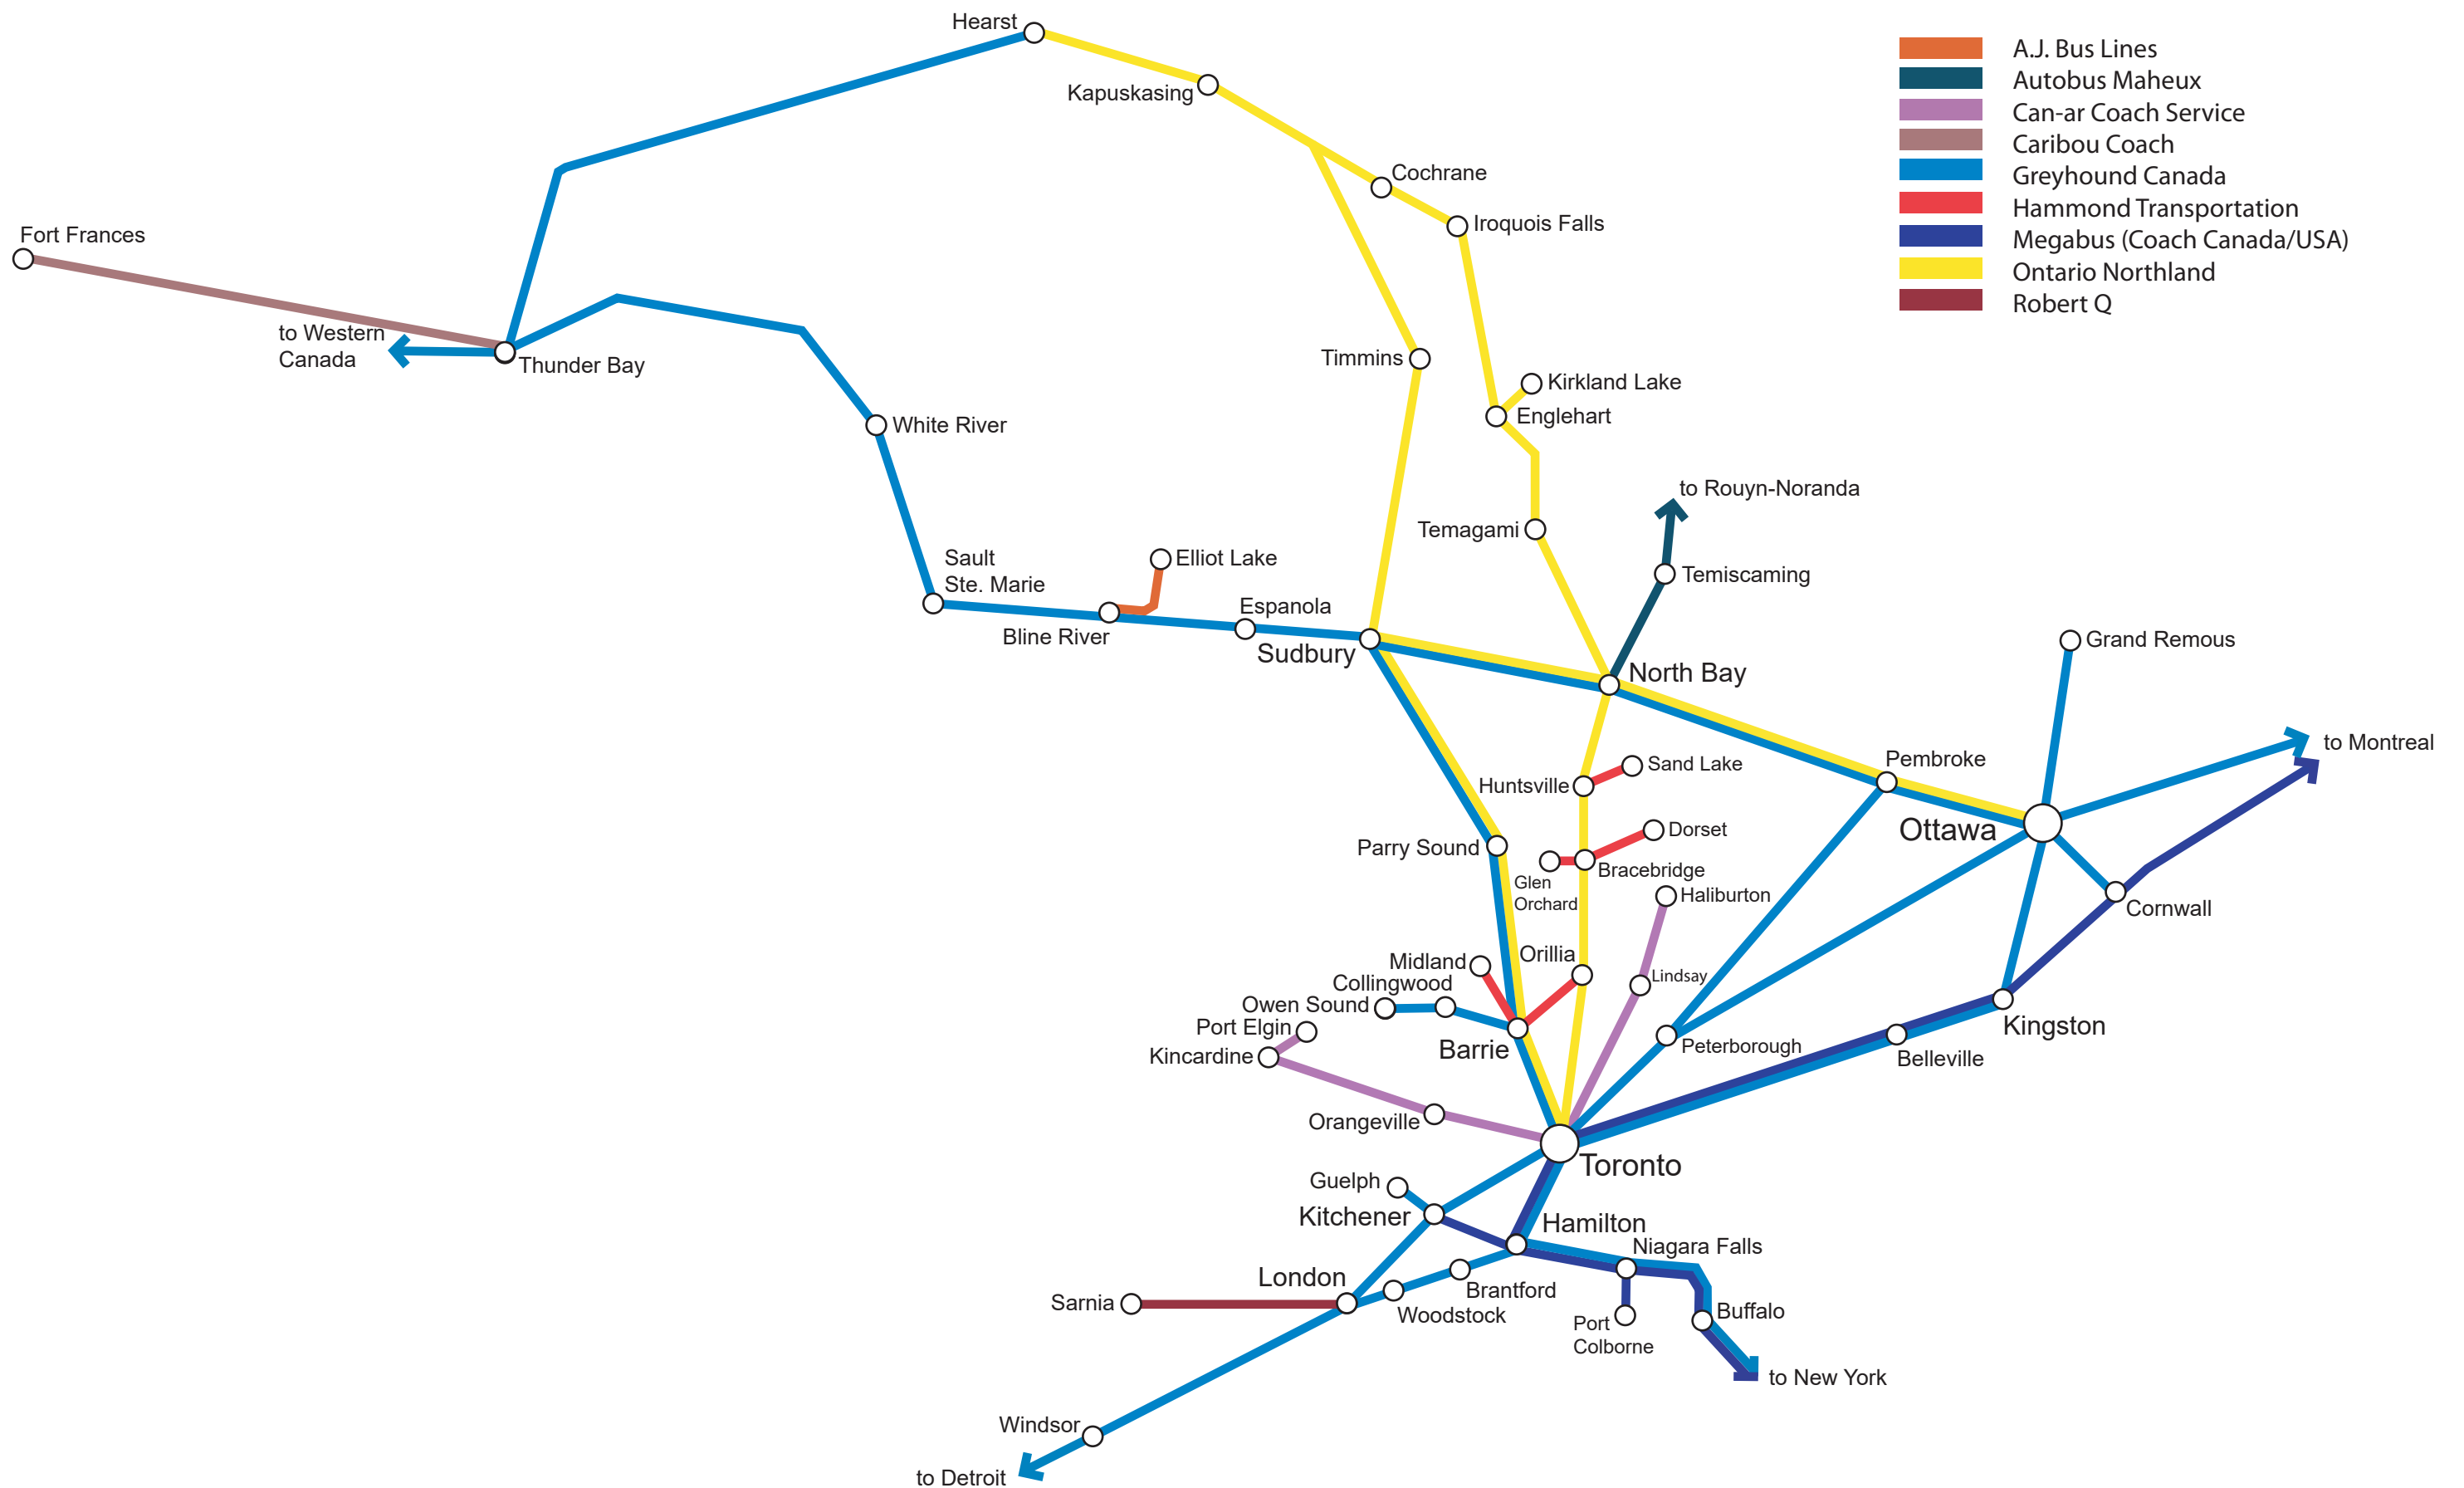 Hearst
Kapuskasing
Cochrane
Iroquois Falls
Fort Frances
to Western
Canada
Thunder Bay
Timmins
Kirkland Lake
Englehart
White River
to Rouyn-Noranda
Temagami
Temiscaming
Sault
Ste. Marie
Elliot Lake
Bline River
Espanola
Sudbury
North Bay
Grand Remous
to Montreal
Pembroke
Sand Lake
Huntsville
Ottawa
Dorset
Parry Sound
Bracebridge
Glen
Orchard
Haliburton
Cornwall
Orillia
Midland
Lindsay
Collingwood
Owen Sound
Port Elgin
Kincardine
Barrie
Kingston
Peterborough
Belleville
Orangeville
Toronto
Guelph
Kitchener
Hamilton
Niagara Falls
London
Brantford
Sarnia
Woodstock
Buffalo
Port
Colborne
to New York
Windsor
to Detroit
A.J. Bus Lines
Autobus Maheux
Can-ar Coach Service
Caribou Coach
Greyhound Canada
Hammond Transportation
Megabus (Coach Canada/USA)
Ontario Northland
Robert Q